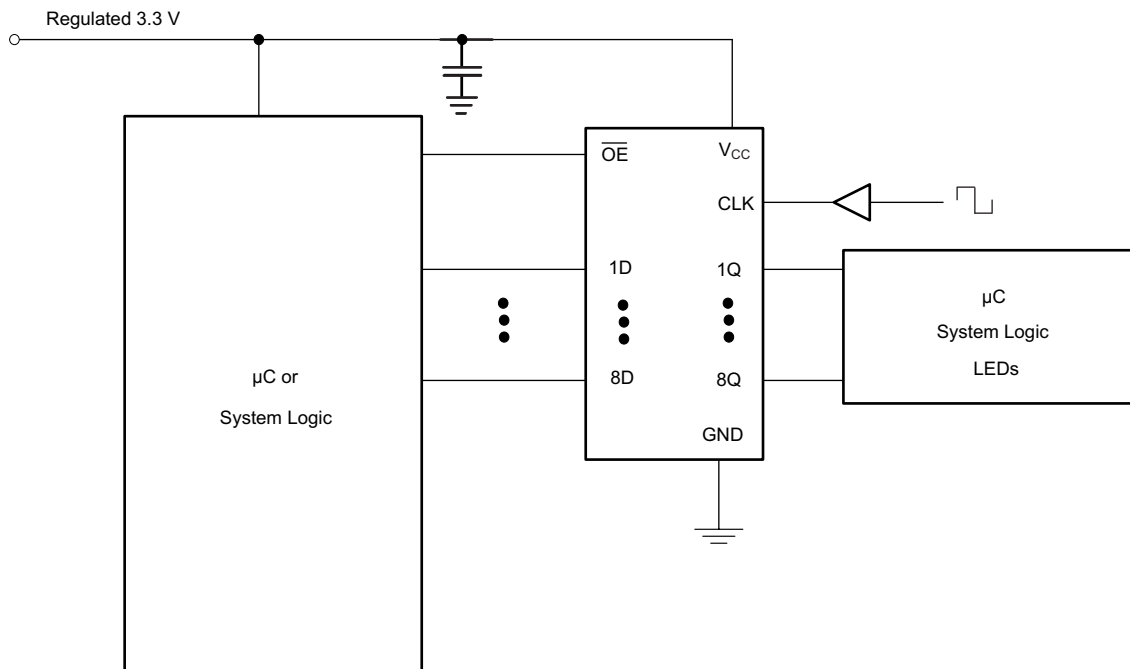 Regulated 3.3 V
OE
VCC
CLK
1D
1Q
8D
8Q
GND
µC or
System Logic
µC
System Logic
LEDs